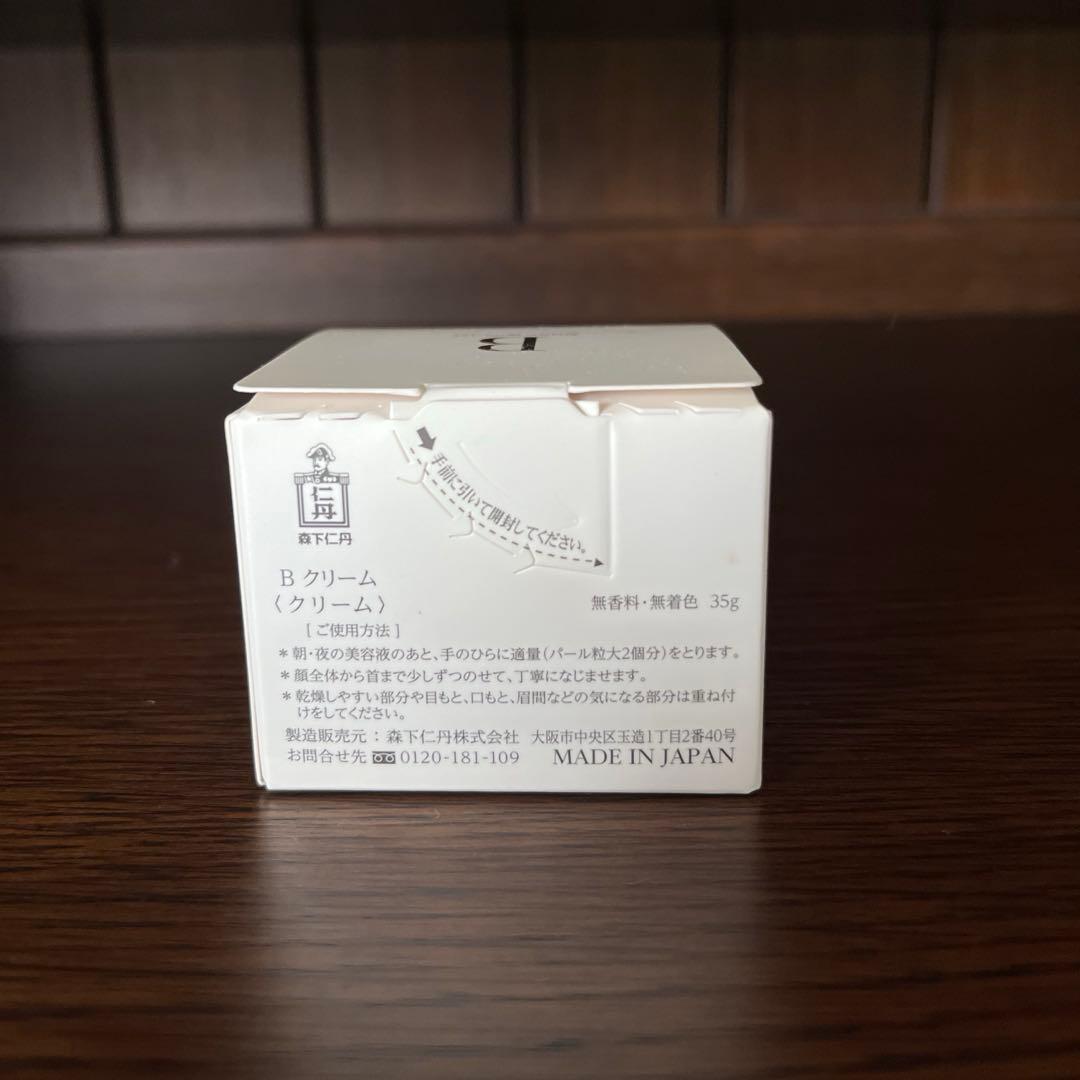 B
手前に引いて開封してください。
仁丹
森下仁丹
B クリーム
〈クリーム〉
無香料・無着色 35g
[ご使用方法]
＊朝・夜の美容液のあと、手のひらに適量(パール粒大2個分)をとります。
＊顔全体から首まで少しずつのせて、丁寧になじませます。
＊乾燥しやすい部分や目もと、口もと、眉間などの気になる部分は重ね付
けをしてください。
製造販売元：森下仁丹株式会社 大阪市中央区玉造1丁目2番40号
お問合せ先 0120-181-109 MADE IN JAPAN